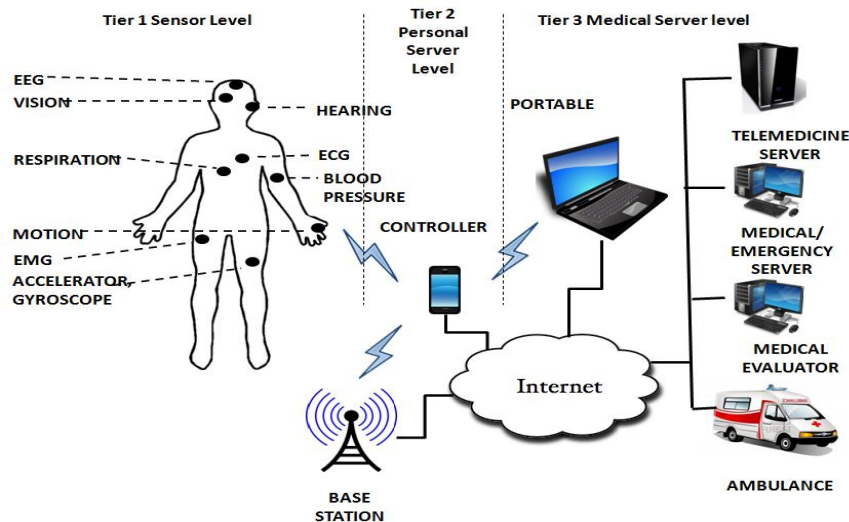 Tier 1 Sensor Level
Tier 2
Personal
Server
Level
Tier 3 Medical Server level
EEG
VISION
HEARING
RESPIRATION
ECG
BLOOD
PRESSURE
MOTION
EMG
ACCELERATOR,
GYROSCOPE
CONTROLLER
PORTABLE
Internet
BASE
STATION
TELEMEDICINE
SERVER
MEDICAL/
EMERGENCY
SERVER
MEDICAL
EVALUATOR
AMBULANCE